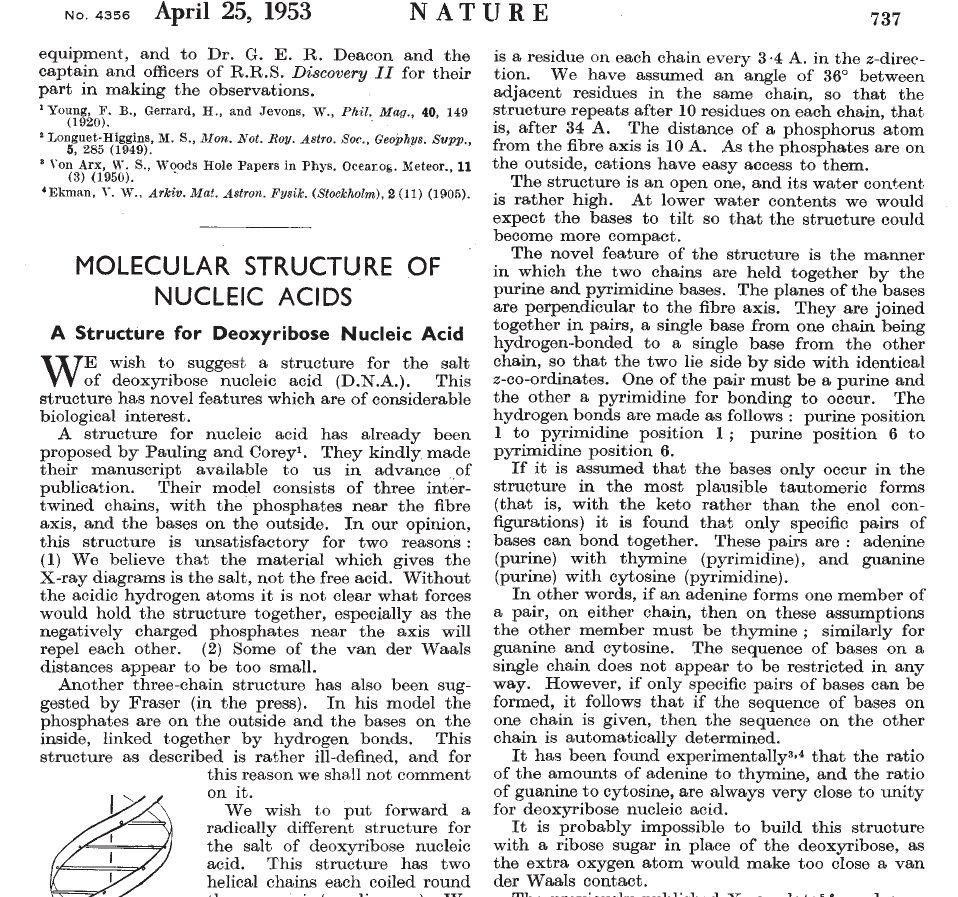 No. 4356 April 25, 1953 NATURE 737
equipment, and to Dr. G. E. R. Deacon and the
captain and officers of R.R.S. Discovery II for their
part in making the observations.
¹ Young, F. B., Gerrard, H., and Jevons, W., Phil. Mag., 40, 149
(1920).
² Longuet-Higgins, M. S., Mon. Not. Roy. Astro. Soc., Geophys. Supp.,
5, 285 (1949).
³ Von Arx, W. S., Woods Hole Papers in Phys. Ocearog. Meteor., 11
(3) (1950).
⁴ Ekman, V. W., Arkiv. Mat. Astron. Fysik. (Stockholm), 2 (11) (1905).
MOLECULAR STRUCTURE OF
NUCLEIC ACIDS
A Structure for Deoxyribose Nucleic Acid
WE wish to suggest a structure for the salt
of deoxyribose nucleic acid (D.N.A.). This
structure has novel features which are of considerable
biological interest.
A structure for nucleic acid has already been
proposed by Pauling and Corey¹. They kindly made
their manuscript available to us in advance of
publication. Their model consists of three inter-
twined chains, with the phosphates near the fibre
axis, and the bases on the outside. In our opinion,
this structure is unsatisfactory for two reasons :
(1) We believe that the material which gives the
X-ray diagrams is the salt, not the free acid. Without
the acidic hydrogen atoms it is not clear what forces
would hold the structure together, especially as the
negatively charged phosphates near the axis will
repel each other. (2) Some of the van der Waals
distances appear to be too small.
Another three-chain structure has also been sug-
gested by Fraser (in the press). In his model the
phosphates are on the outside and the bases on the
inside, linked together by hydrogen bonds. This
structure as described is rather ill-defined, and for
this reason we shall not comment
on it.
We wish to put forward a
radically different structure for
the salt of deoxyribose nucleic
acid. This structure has two
helical chains each coiled round
is a residue on each chain every 3·4 A. in the z-direc-
tion. We have assumed an angle of 36° between
adjacent residues in the same chain, so that the
structure repeats after 10 residues on each chain, that
is, after 34 A. The distance of a phosphorus atom
from the fibre axis is 10 A. As the phosphates are on
the outside, cations have easy access to them.
The structure is an open one, and its water content
is rather high. At lower water contents we would
expect the bases to tilt so that the structure could
become more compact.
The novel feature of the structure is the manner
in which the two chains are held together by the
purine and pyrimidine bases. The planes of the bases
are perpendicular to the fibre axis. They are joined
together in pairs, a single base from one chain being
hydrogen-bonded to a single base from the other
chain, so that the two lie side by side with identical
z-co-ordinates. One of the pair must be a purine and
the other a pyrimidine for bonding to occur. The
hydrogen bonds are made as follows : purine position
1 to pyrimidine position 1 ; purine position 6 to
pyrimidine position 6.
If it is assumed that the bases only occur in the
structure in the most plausible tautomeric forms
(that is, with the keto rather than the enol con-
figurations) it is found that only specific pairs of
bases can bond together. These pairs are : adenine
(purine) with thymine (pyrimidine), and guanine
(purine) with cytosine (pyrimidine).
In other words, if an adenine forms one member of
a pair, on either chain, then on these assumptions
the other member must be thymine ; similarly for
guanine and cytosine. The sequence of bases on a
single chain does not appear to be restricted in any
way. However, if only specific pairs of bases can be
formed, it follows that if the sequence of bases on
one chain is given, then the sequence on the other
chain is automatically determined.
It has been found experimentally³,⁴ that the ratio
of the amounts of adenine to thymine, and the ratio
of guanine to cytosine, are always very close to unity
for deoxyribose nucleic acid.
It is probably impossible to build this structure
with a ribose sugar in place of the deoxyribose, as
the extra oxygen atom would make too close a van
der Waals contact.